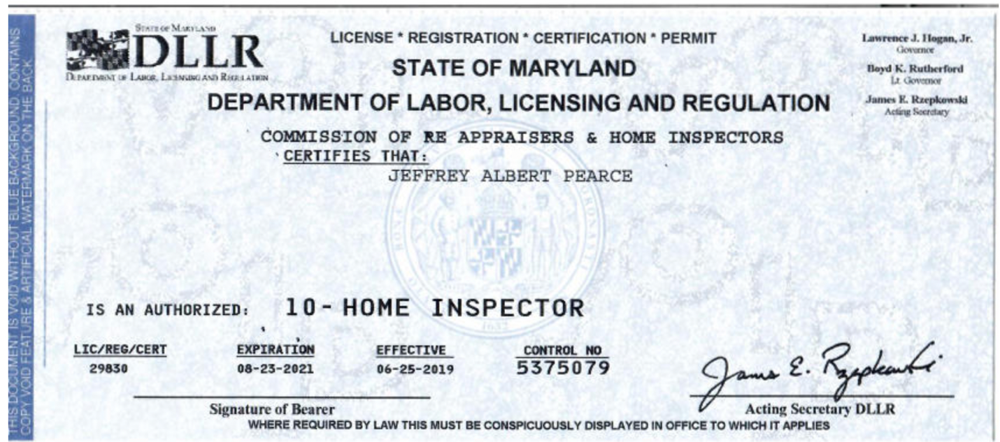 THIS DOCUMENT IS VOID WITHOUT BLUE BACKGROUND. CONTAINS
COPY VOID FEATURE & ARTIFICIAL WATERMARK ON THE BACK.
STATE OF MARYLAND
DLLR
DEPARTMENT OF LABOR, LICENSING AND REGULATION
LICENSE * REGISTRATION * CERTIFICATION * PERMIT
STATE OF MARYLAND
DEPARTMENT OF LABOR, LICENSING AND REGULATION
Lawrence J. Hogan, Jr.
Governor
Boyd K. Rutherford
Lt. Governor
James E. Rzepkowski
Acting Secretary
COMMISSION OF RE APPRAISERS & HOME INSPECTORS
CERTIFIES THAT:
JEFFREY ALBERT PEARCE
IS AN AUTHORIZED: 10- HOME INSPECTOR
1632
LIC/REG/CERT EXPIRATION EFFECTIVE CONTROL NO
29830 08-23-2021 06-25-2019 5375079
James E. Rzepkowski
Signature of Bearer Acting Secretary DLLR
WHERE REQUIRED BY LAW THIS MUST BE CONSPICUOUSLY DISPLAYED IN OFFICE TO WHICH IT APPLIES